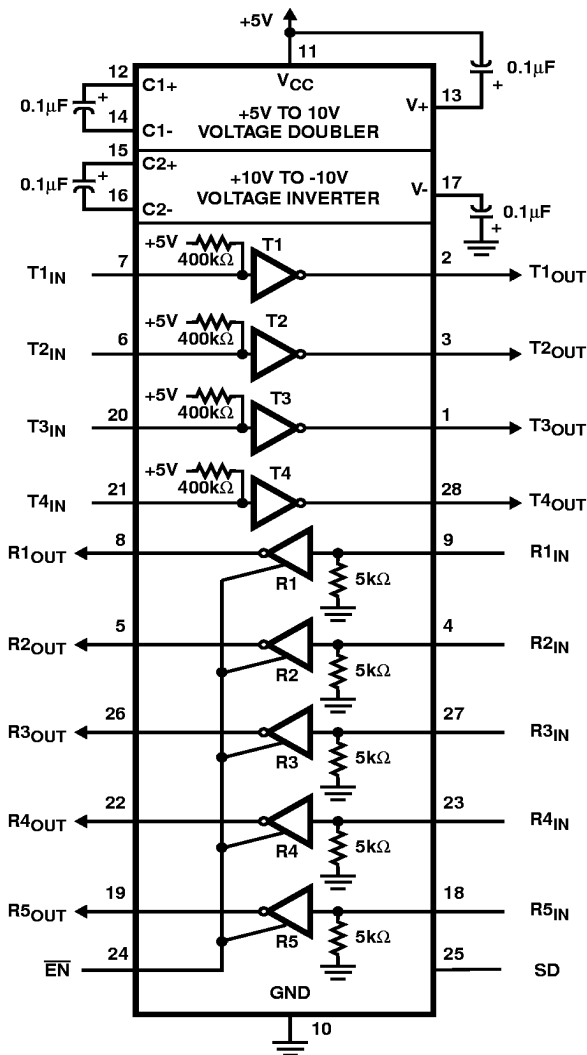 +5V
11
VCC
12
C1+
0.1µF
+
14
C1-
+5V TO 10V
VOLTAGE DOUBLER
V+
13
0.1µF
+
15
C2+
0.1µF
+
16
C2-
+10V TO -10V
VOLTAGE INVERTER
V-
17
0.1µF
+
+5V
400kΩ
T1
T1IN
7
2
T1OUT
+5V
400kΩ
T2
T2IN
6
3
T2OUT
+5V
400kΩ
T3
T3IN
20
1
T3OUT
+5V
400kΩ
T4
T4IN
21
28
T4OUT
R1OUT
8
R1
5kΩ
9
R1IN
R2OUT
5
R2
5kΩ
4
R2IN
R3OUT
26
R3
5kΩ
27
R3IN
R4OUT
22
R4
5kΩ
23
R4IN
R5OUT
19
R5
5kΩ
18
R5IN
EN
24
25
SD
GND
10